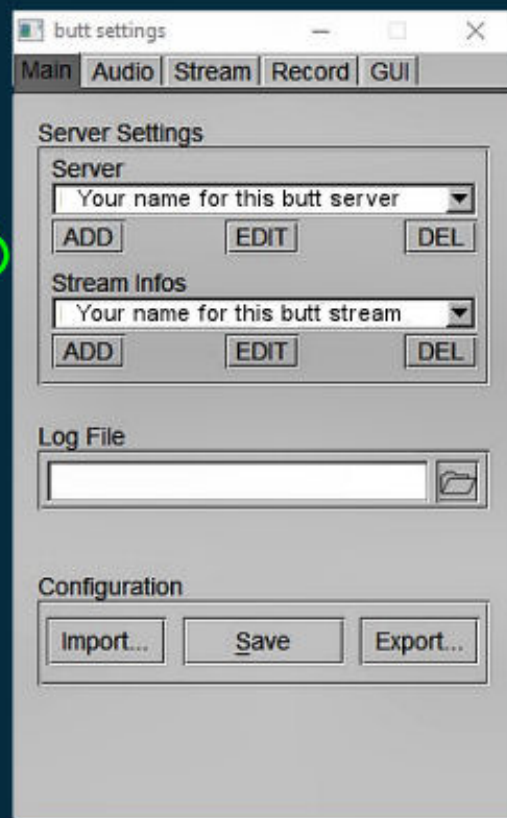 butt settings
Main Audio Stream Record GUI
Server Settings
Server
Your name for this butt server
ADD EDIT DEL
Stream Infos
Your name for this butt stream
ADD EDIT DEL
Log File
Configuration
Import... Save Export...